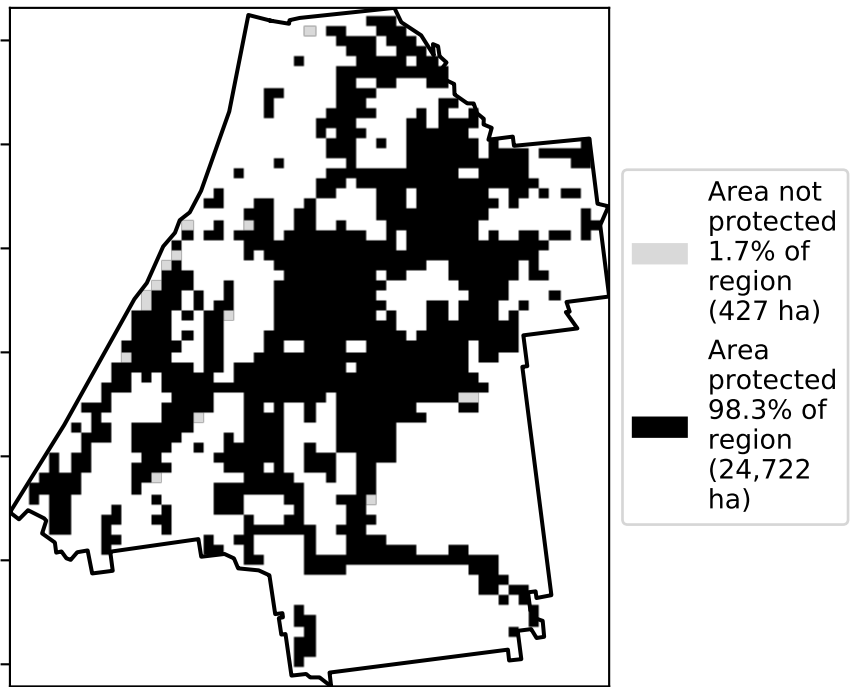 Area not
protected
1.7% of
region
(427 ha)
Area
protected
98.3% of
region
(24,722
ha)